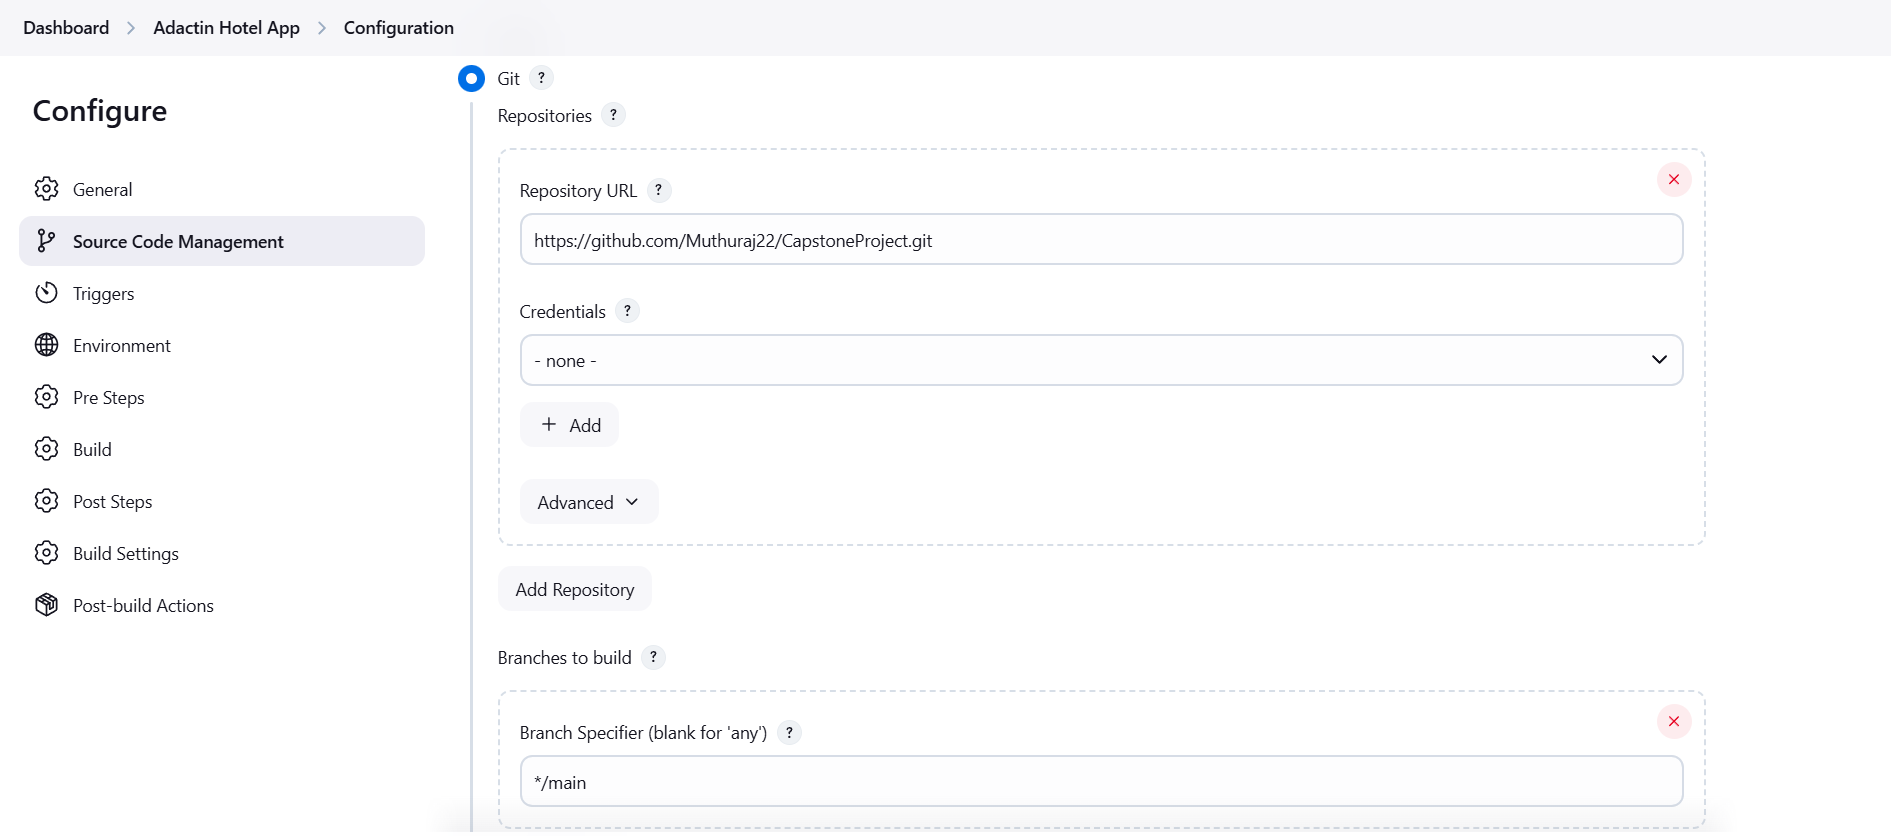 Dashboard > Adactin Hotel App > Configuration
Configure
General
Source Code Management
Triggers
Environment
Pre Steps
Build
Post Steps
Build Settings
Post-build Actions
Git ?
Repositories ?
Repository URL ?
https://github.com/Muthuraj22/CapstoneProject.git
Credentials ?
- none -
+ Add
Advanced
Add Repository
Branches to build ?
Branch Specifier (blank for 'any') ?
*/main